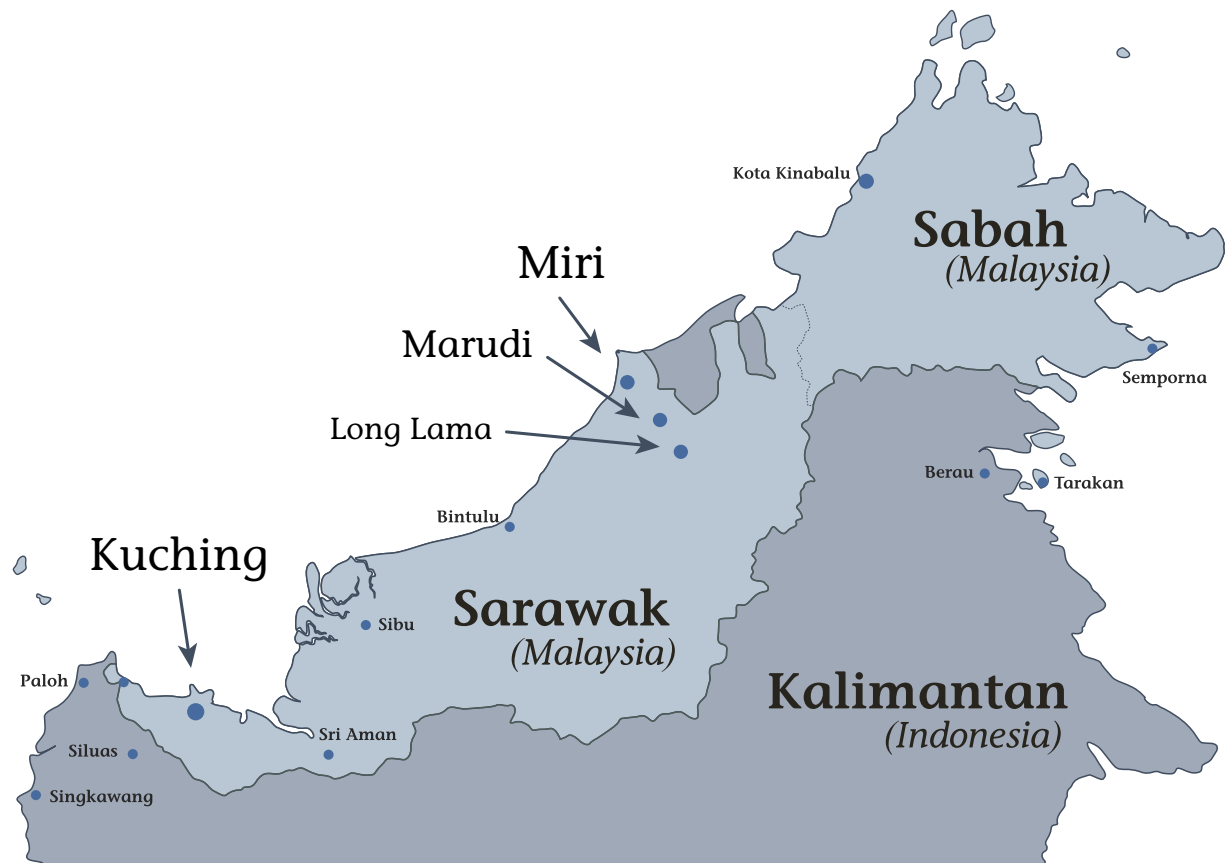 Kota Kinabalu
Sabah
(Malaysia)
Miri
Marudi
Semporna
Long Lama
Berau
Tarakan
Bintulu
Kuching
Sarawak
(Malaysia)
Sibu
Paloh
Kalimantan
(Indonesia)
Sri Aman
Siluas
Singkawang